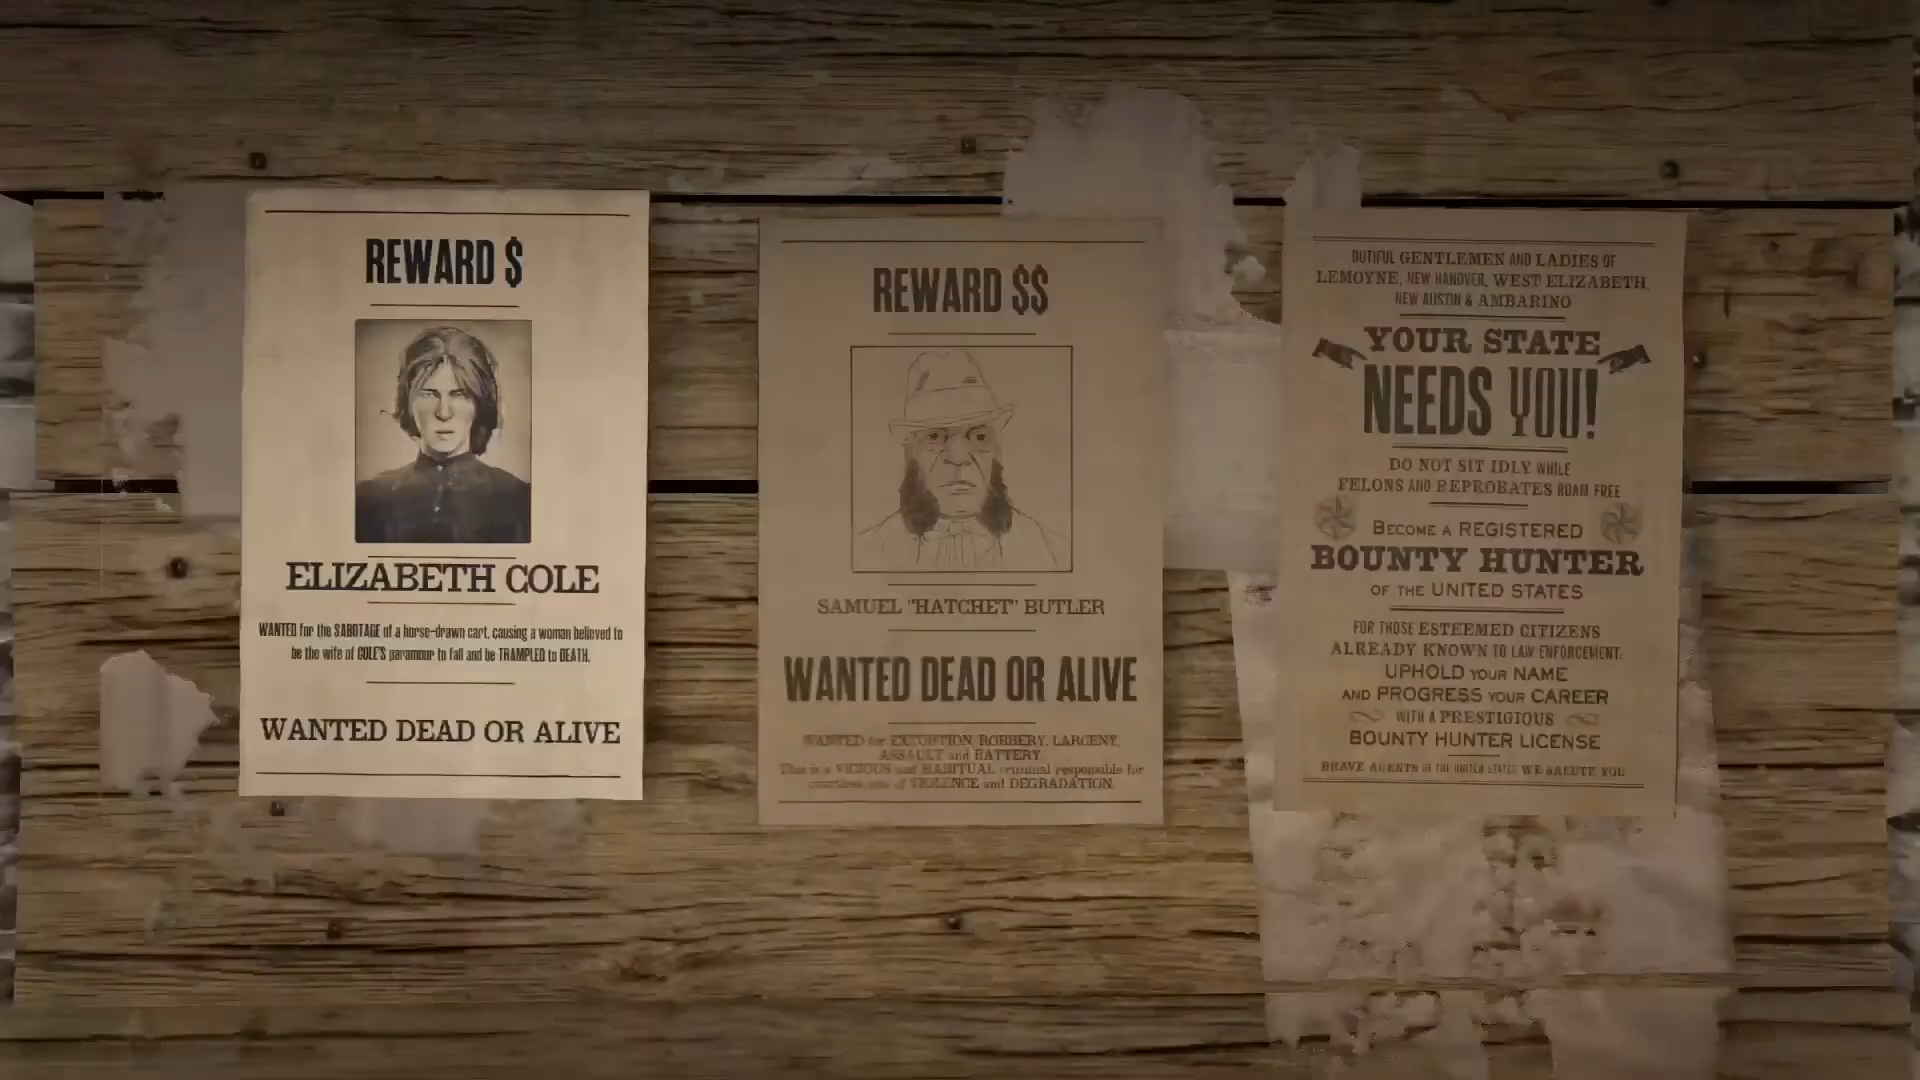 REWARD $
ELIZABETH COLE
WANTED for the SABOTAGE of a horse-drawn cart, causing a woman believed to
be the wife of COLE'S paramour to fall and be TRAMPLED to DEATH.
WANTED DEAD OR ALIVE
REWARD $$
SAMUEL "HATCHET" BUTLER
WANTED DEAD OR ALIVE
WANTED for EXTORTION, ROBBERY, LARCENY,
ASSAULT and BATTERY.
This is a VICIOUS and HABITUAL criminal responsible for
countless acts of VIOLENCE and DEGRADATION.
DUTIFUL GENTLEMEN AND LADIES OF
LEMOYNE, NEW HANOVER, WEST ELIZABETH,
NEW AUSTIN & AMBARINO
YOUR STATE
NEEDS YOU!
DO NOT SIT IDLY WHILE
FELONS AND REPROBATES ROAM FREE
BECOME A REGISTERED
BOUNTY HUNTER
OF THE UNITED STATES
FOR THOSE ESTEEMED CITIZENS
ALREADY KNOWN TO LAW ENFORCEMENT,
UPHOLD YOUR NAME
AND PROGRESS YOUR CAREER
WITH A PRESTIGIOUS
BOUNTY HUNTER LICENSE
BRAVE AGENTS OF THE UNITED STATES WE SALUTE YOU